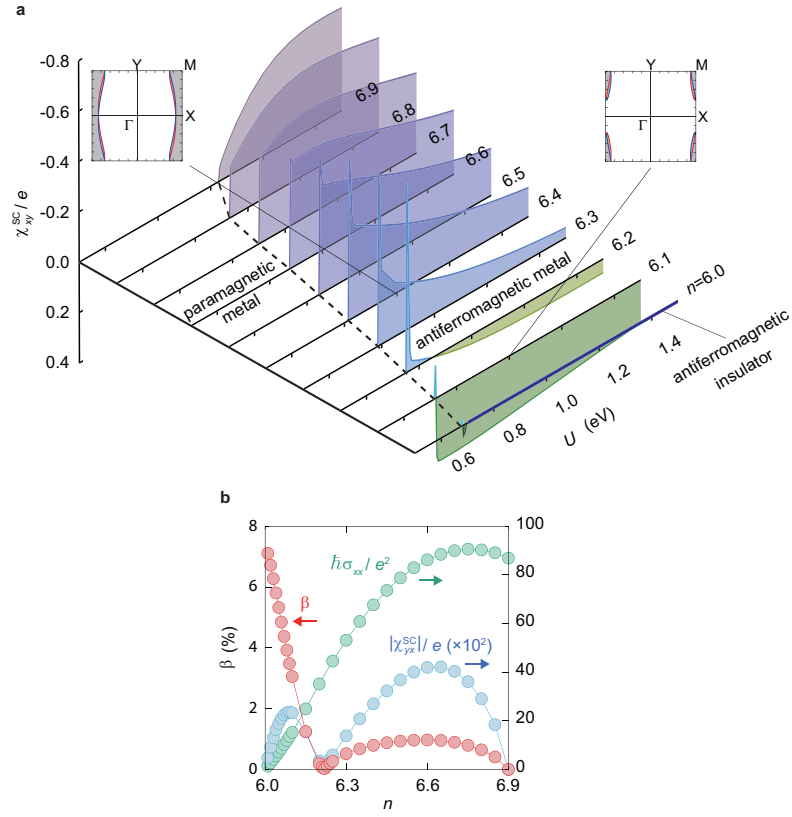 a
-0.8
-0.6
-0.4
-0.2
0.0
0.2
0.4
χxySC / e
Y
M
X
Γ
Y
M
X
Γ
6.9
6.8
6.7
6.6
6.5
6.4
6.3
6.2
6.1
n=6.0
paramagnetic
metal
antiferromagnetic metal
antiferromagnetic
insulator
0.6
0.8
1.0
1.2
1.4
U (eV)
b
8
6
4
2
0
β (%)
100
80
60
40
20
0
ħσxx / e2
β
|χyxSC| / e (×102)
6.0
6.3
6.6
6.9
n